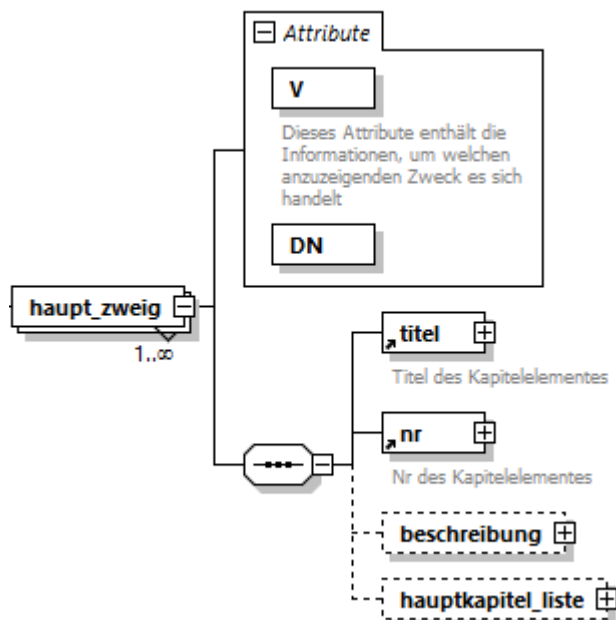 Attribute
V
Dieses Attribute enthält die
Informationen, um welchen
anzuzeigenden Zweck es sich
handelt
DN
haupt_zweig
1..∞
titel
Titel des Kapitelelementes
nr
Nr des Kapitelelementes
beschreibung
hauptkapitel_liste